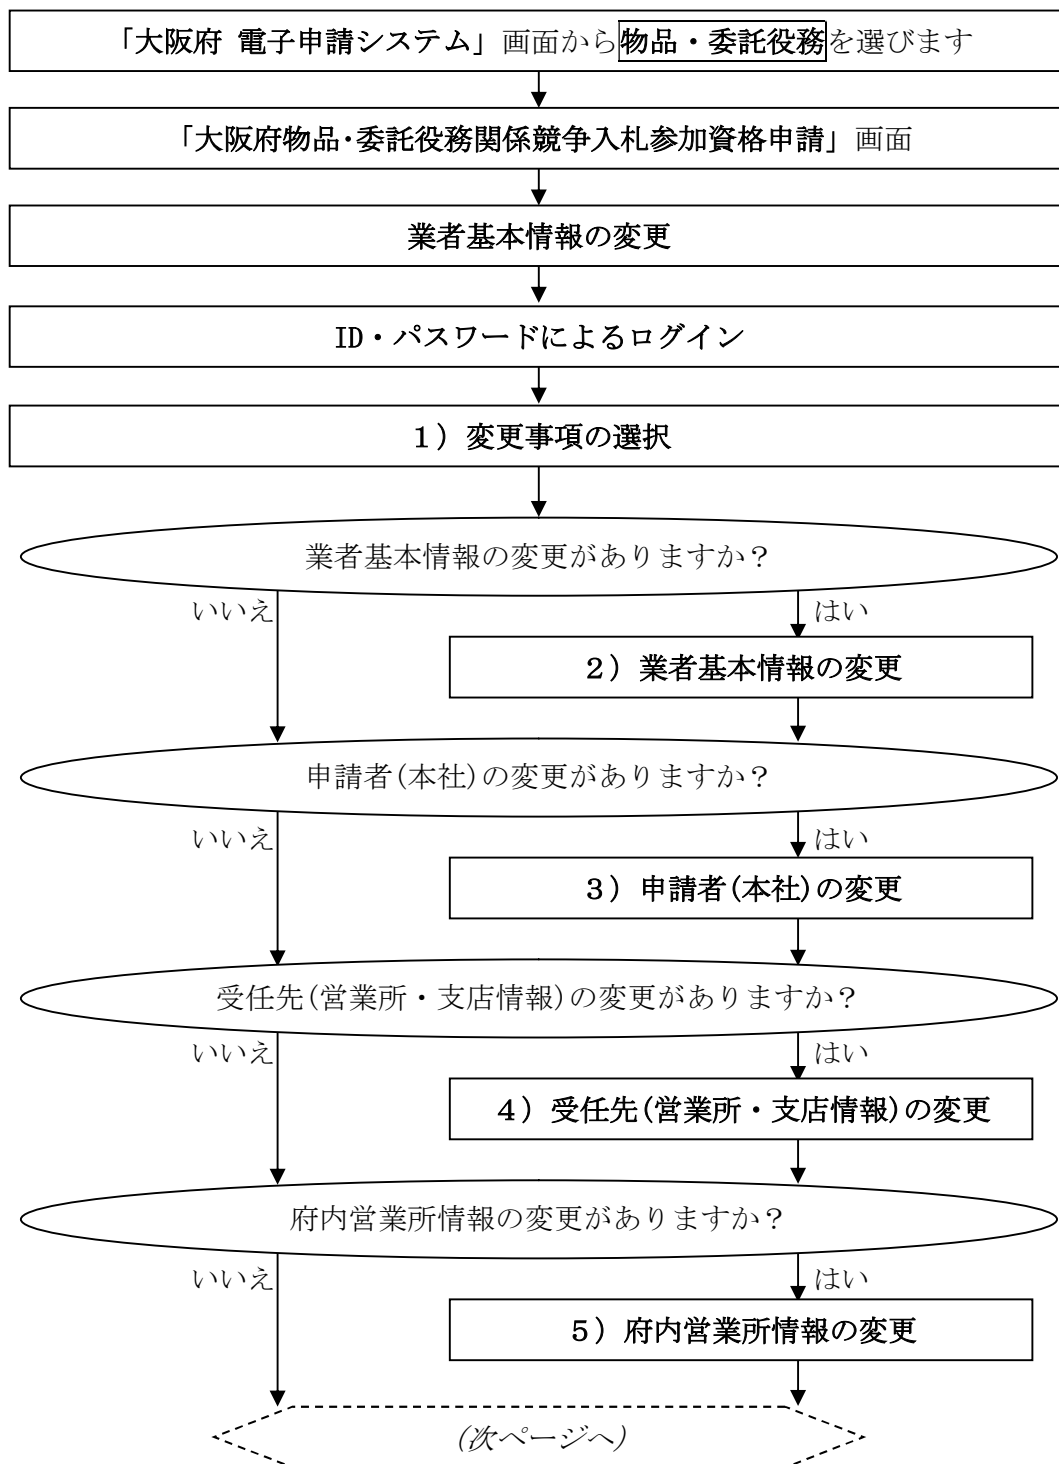 「大阪府 電子申請システム」画面から物品・委託役務を選びます
「大阪府物品・委託役務関係競争入札参加資格申請」画面
業者基本情報の変更
ID・パスワードによるログイン
１）変更事項の選択
業者基本情報の変更がありますか？
いいえ
はい
２）業者基本情報の変更
申請者(本社)の変更がありますか？
いいえ
はい
３）申請者(本社)の変更
受任先(営業所・支店情報)の変更がありますか？
いいえ
はい
４）受任先(営業所・支店情報)の変更
府内営業所情報の変更がありますか？
いいえ
はい
５）府内営業所情報の変更
(次ページへ)